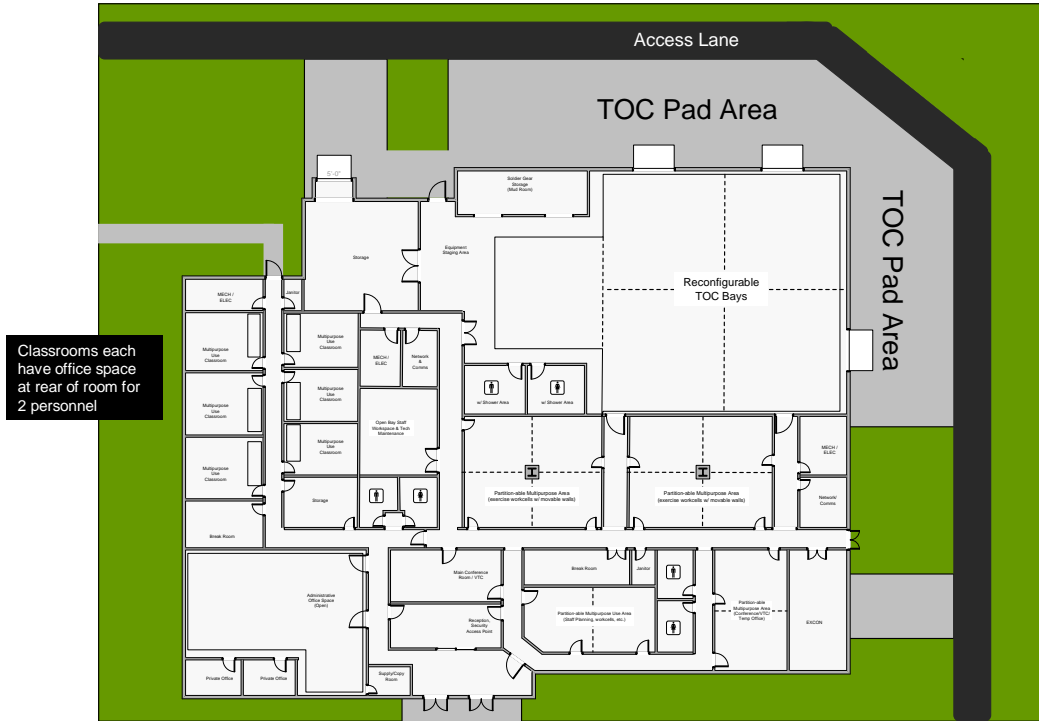 Access Lane
TOC Pad Area
5'-0"
Soldier Gear
Storage
(Mud Room)
TOC Pad Area
Storage
Equipment
Staging Area
Reconfigurable
TOC Bays
MECH /
ELEC
Janitor
Classrooms each
have office space
at rear of room for
2 personnel
Multipurpose
Use
Classroom
Multipurpose
Use
Classroom
MECH /
ELEC
Network
&
Comms
Multipurpose
Use
Classroom
Multipurpose
Use
Classroom
w/ Shower Area
w/ Shower Area
Open Bay Staff
Workspace & Tech
Maintenance
Multipurpose
Use
Classroom
Multipurpose
Use
Classroom
MECH /
ELEC
Storage
Partition-able Multipurpose Area
(exercise workcells w/ movable walls)
Partition-able Multipurpose Area
(exercise workcells w/ movable walls)
Network/
Comms
Break Room
Main Conference
Room / VTC
Break Room
Janitor
Administrative
Office Space
(Open)
Reception,
Security
Access Point
Partition-able Multipurpose Use Area
(Staff Planning, workcells, etc.)
Partition-able
Multipurpose Area
(Conference/VTC/
Temp Office)
EXCON
Private Office
Private Office
Supply/Copy
Room